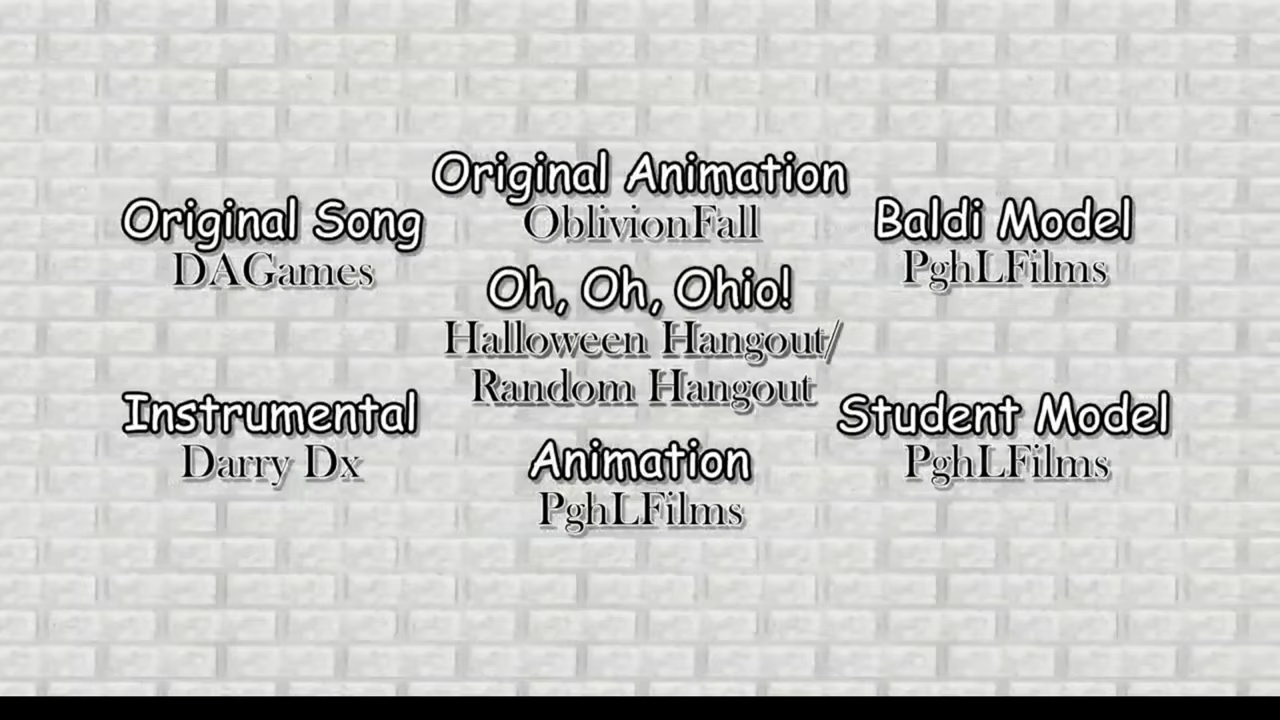 Original Song
DAGames
Instrumental
Darry Dx
Original Animation
OblivionFall
Oh, Oh, Ohio!
Halloween Hangout/
Random Hangout
Animation
PghLFilms
Baldi Model
PghLFilms
Student Model
PghLFilms